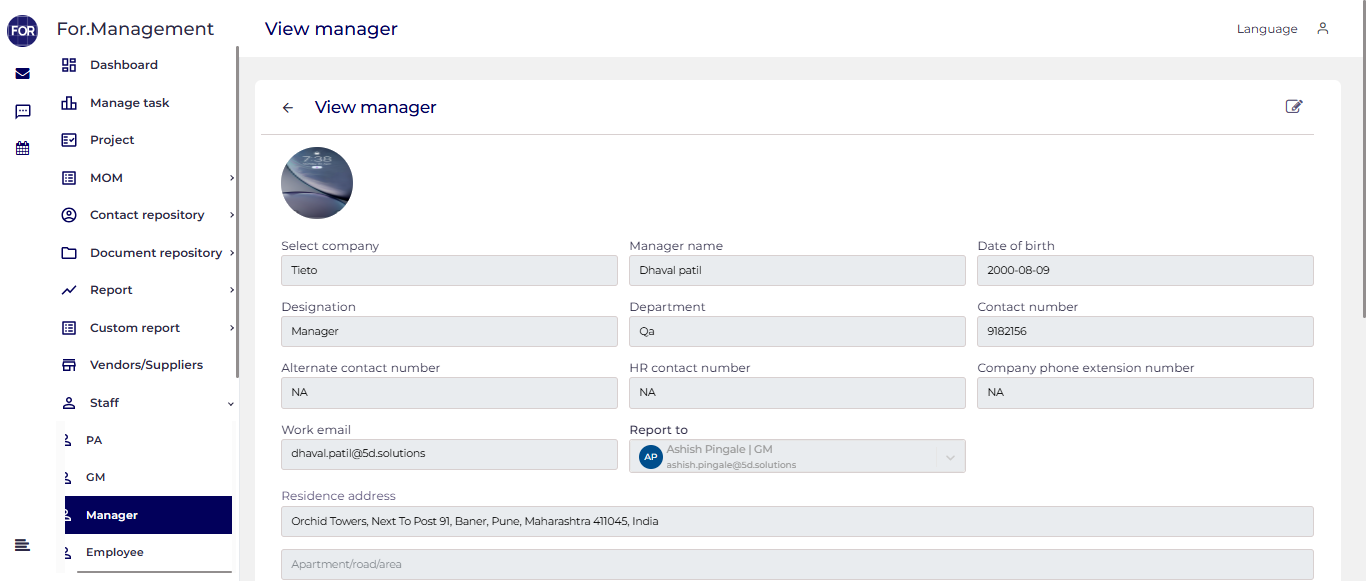 FOR
For.Management
View manager
Language
Dashboard
Manage task
Project
MOM
Contact repository
Document repository
Report
Custom report
Vendors/Suppliers
Staff
PA
GM
Manager
Employee
View manager
7:38
Select company
Manager name
Date of birth
Tieto
Dhaval patil
2000-08-09
Designation
Department
Contact number
Manager
Qa
9182156
Alternate contact number
HR contact number
Company phone extension number
NA
NA
NA
Work email
Report to
dhaval.patil@5d.solutions
AP
Ashish Pingale | GM
ashish.pingale@5d.solutions
Residence address
Orchid Towers, Next To Post 91, Baner, Pune, Maharashtra 411045, India
Apartment/road/area